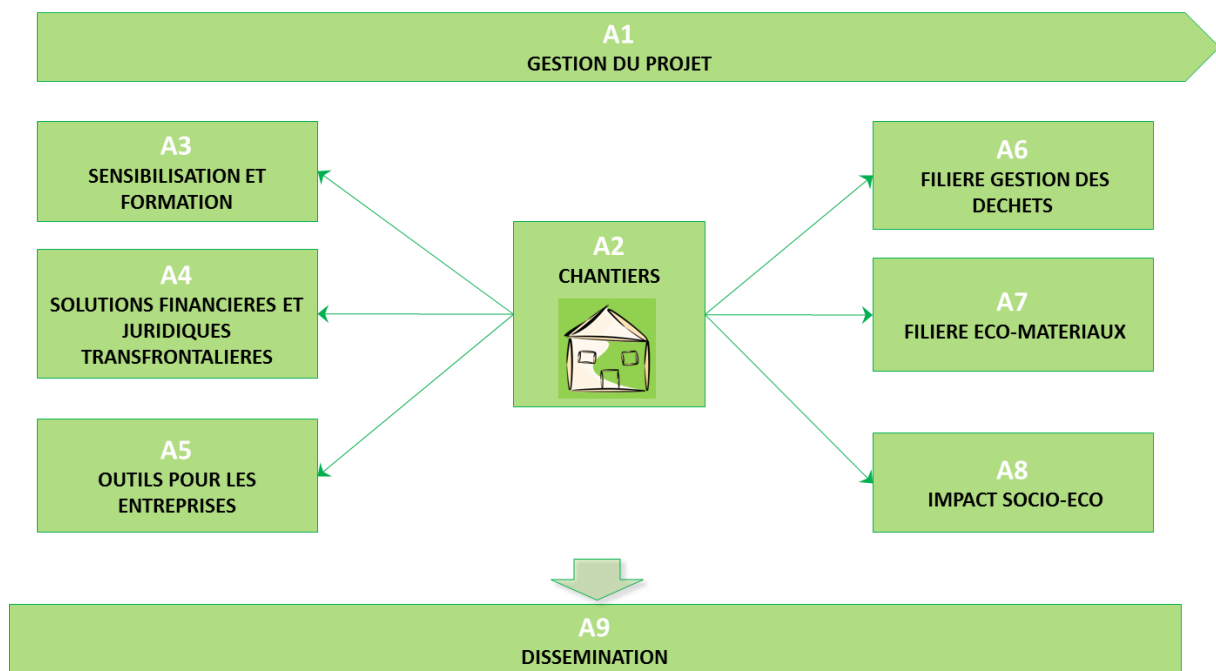 A1
GESTION DU PROJET
A3
SENSIBILISATION ET
FORMATION
A4
SOLUTIONS FINANCIERES ET
JURIDIQUES
TRANSFRONTALIERES
A5
OUTILS POUR LES
ENTREPRISES
A2
CHANTIERS
A6
FILIERE GESTION DES
DECHETS
A7
FILIERE ECO-MATERIAUX
A8
IMPACT SOCIO-ECO
A9
DISSEMINATION